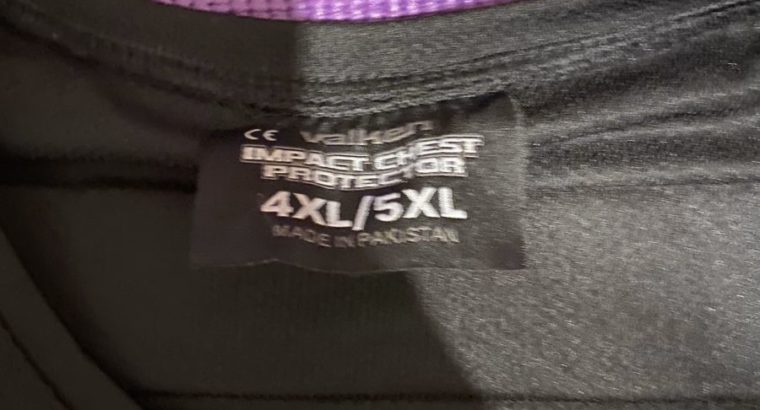 CE valken
IMPACT CHEST
PROTECTOR
4XL/5XL
MADE IN PAKISTAN